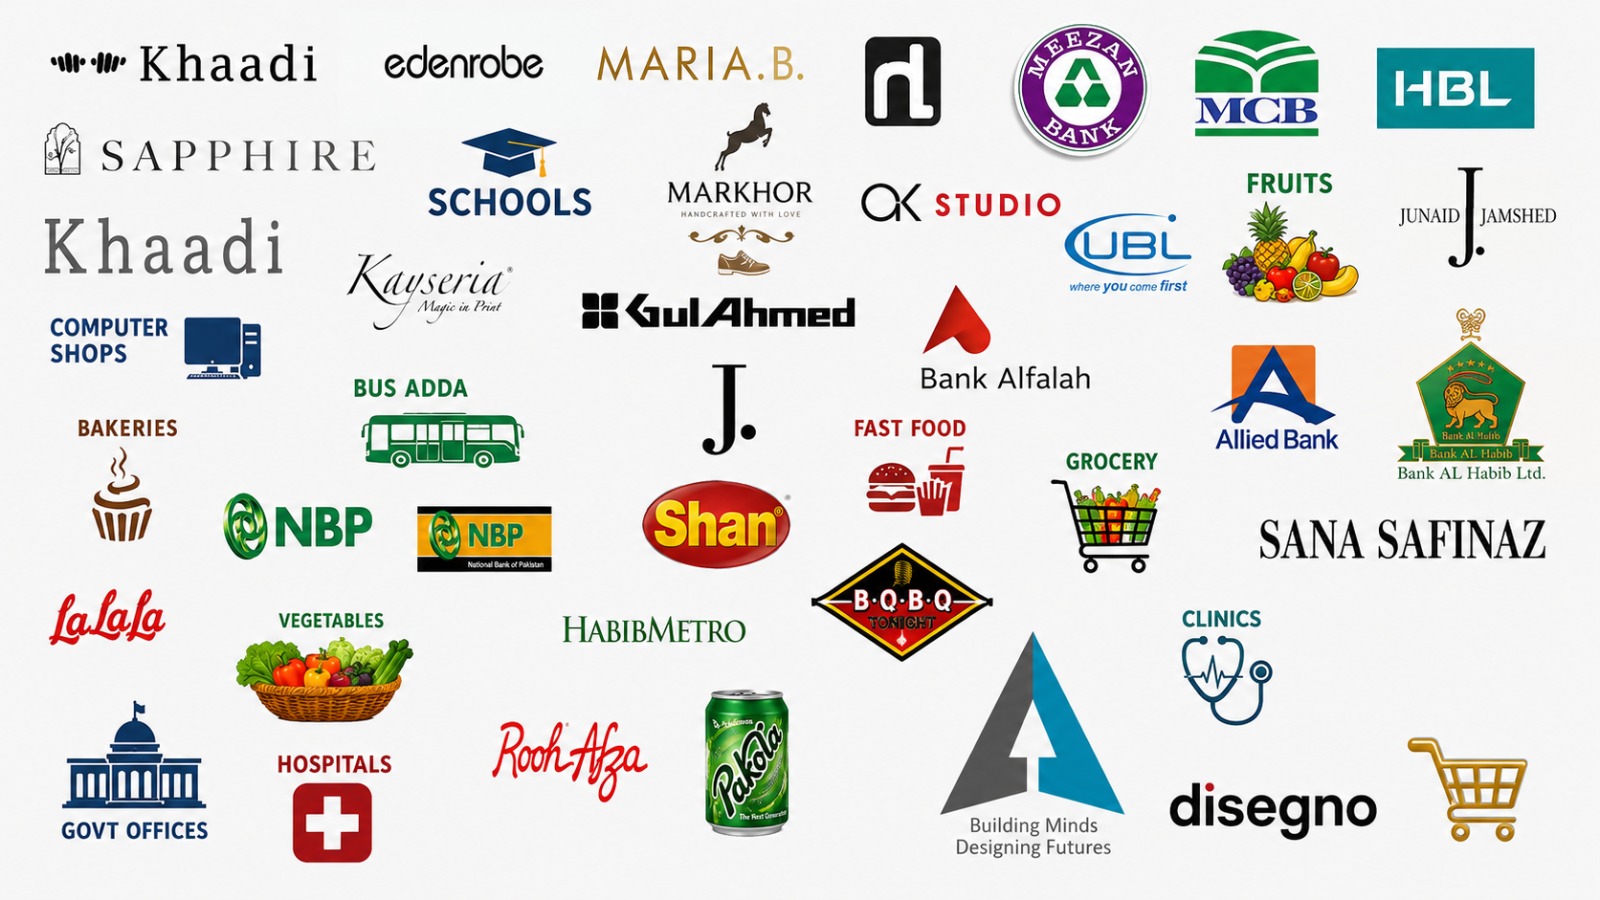 Khaadi
edenrobe
MARIA.B.
MEEZAN
BANK
MCB
HBL
SAPPHIRE
SCHOOLS
MARKHOR
HANDCRAFTED WITH LOVE
STUDIO
UBL
where you come first
FRUITS
JUNAID J. JAMSHED
Khaadi
Kayseria®
Magic in Print
GulAhmed
COMPUTER
SHOPS
Bank Alfalah
J.
Allied Bank
Bank Al Habib
Bank AL Habib
Bank AL Habib Ltd.
BUS ADDA
BAKERIES
FAST FOOD
GROCERY
NBP
NBP
National Bank of Pakistan
Shan®
SANA SAFINAZ
LaLaLa
VEGETABLES
HABIBMETRO
B·Q·B·Q
TONIGHT
CLINICS
GOVT OFFICES
HOSPITALS
Rooh Afza
Pakola
The Next Generation
Building Minds
Designing Futures
disegno